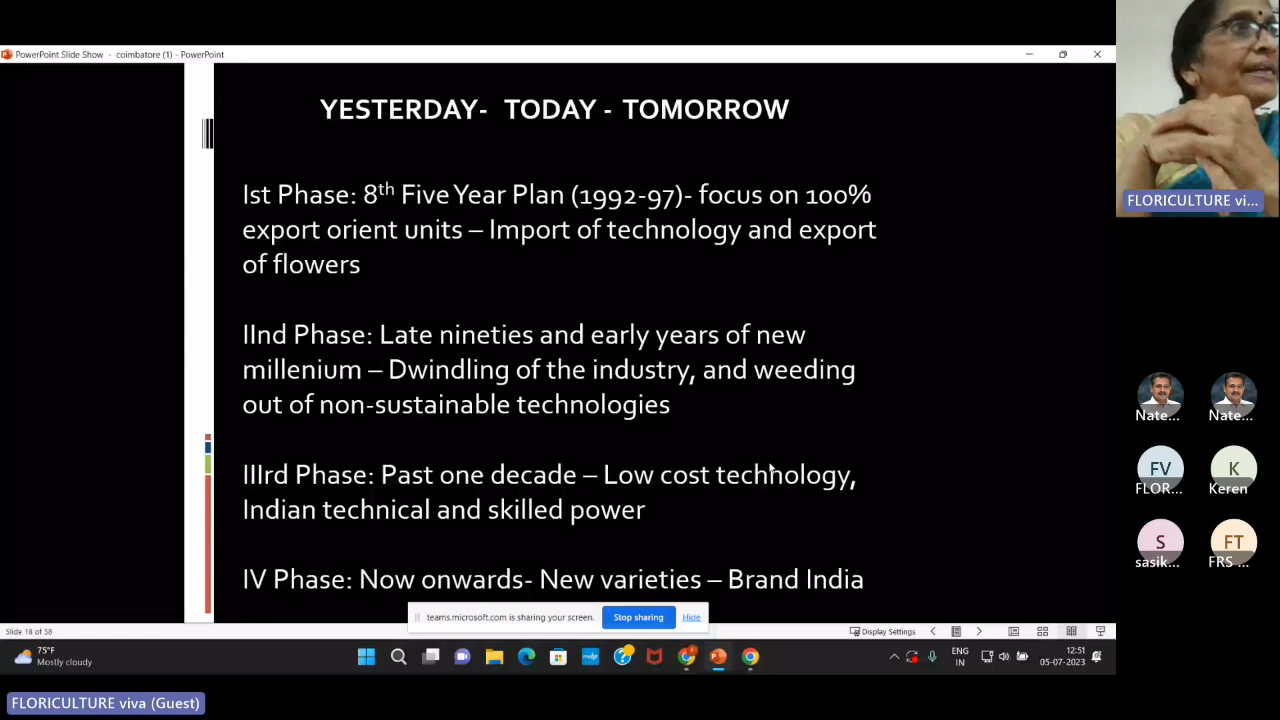 PowerPoint Slide Show - coimbatore (1) - PowerPoint
YESTERDAY- TODAY - TOMORROW
Ist Phase: 8th Five Year Plan (1992-97)- focus on 100%
export orient units – Import of technology and export
of flowers
IInd Phase: Late nineties and early years of new
millenium – Dwindling of the industry, and weeding
out of non-sustainable technologies
IIIrd Phase: Past one decade – Low cost technology,
Indian technical and skilled power
IV Phase: Now onwards- New varieties – Brand India
teams.microsoft.com is sharing your screen. Stop sharing Hide
Slide 18 of 58
Display Settings
75°F
Mostly cloudy
ENG
IN
12:51
05-07-2023
FLORICULTURE vi...
Nate... Nate...
FV K
FLOR... Keren
S FT
sasik... FRS ...
FLORICULTURE viva (Guest)